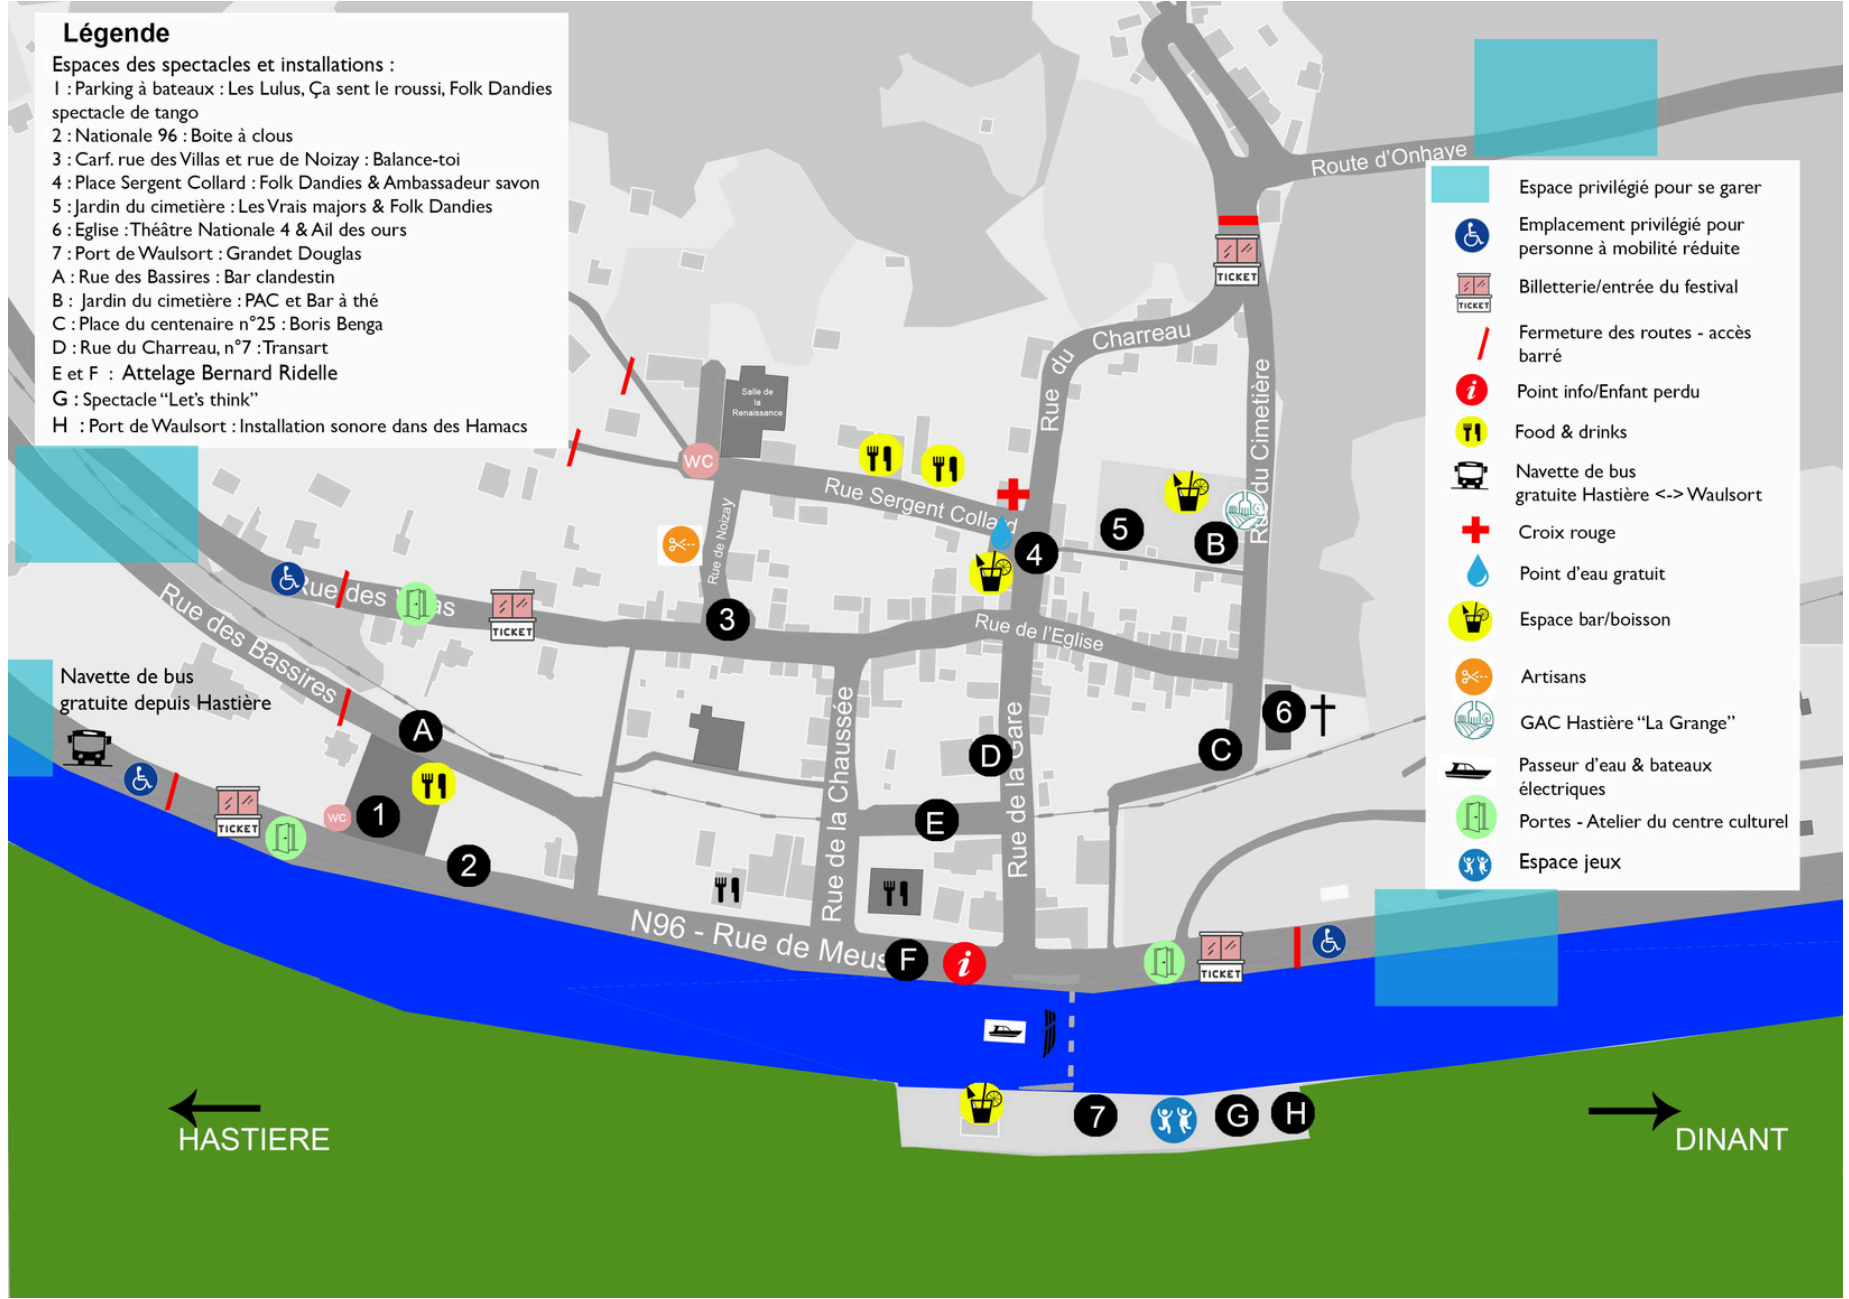 Légende
Espaces des spectacles et installations :
1 : Parking à bateaux : Les Lulus, Ça sent le roussi, Folk Dandies
spectacle de tango
2 : Nationale 96 : Boite à clous
3 : Carf. rue des Villas et rue de Noizay : Balance-toi
4 : Place Sergent Collard : Folk Dandies & Ambassadeur savon
5 : Jardin du cimetière : Les Vrais majors & Folk Dandies
6 : Eglise : Théâtre Nationale 4 & Ail des ours
7 : Port de Waulsort : Grandet Douglas
A : Rue des Bassires : Bar clandestin
B : Jardin du cimetière : PAC et Bar à thé
C : Place du centenaire n°25 : Boris Benga
D : Rue du Charreau, n°7 : Transart
E et F : Attelage Bernard Ridelle
G : Spectacle “Let’s think”
H : Port de Waulsort : Installation sonore dans des Hamacs
Route d’Onhaye
Espace privilégié pour se garer
Emplacement privilégié pour
personne à mobilité réduite
TICKET
Billetterie/entrée du festival
Fermeture des routes - accès
barré
i
Point info/Enfant perdu
Food & drinks
Navette de bus
gratuite Hastière <-> Waulsort
Croix rouge
Point d’eau gratuit
Espace bar/boisson
Artisans
GAC Hastière “La Grange”
Passeur d’eau & bateaux
électriques
Portes - Atelier du centre culturel
Espace jeux
TICKET
Rue du Charreau
Rue du Cimetière
Salle de
la
Renaissance
WC
Rue Sergent Collard
Rue de Noizay
5
B
4
3
Rue des Villas
TICKET
Rue des Bassires
Rue de l’Eglise
Navette de bus
gratuite depuis Hastière
A
6
C
D
Rue de la Chaussée
Rue de la Gare
TICKET
WC
1
E
2
N96 - Rue de Meus
F
i
TICKET
7
G
H
HASTIERE
DINANT